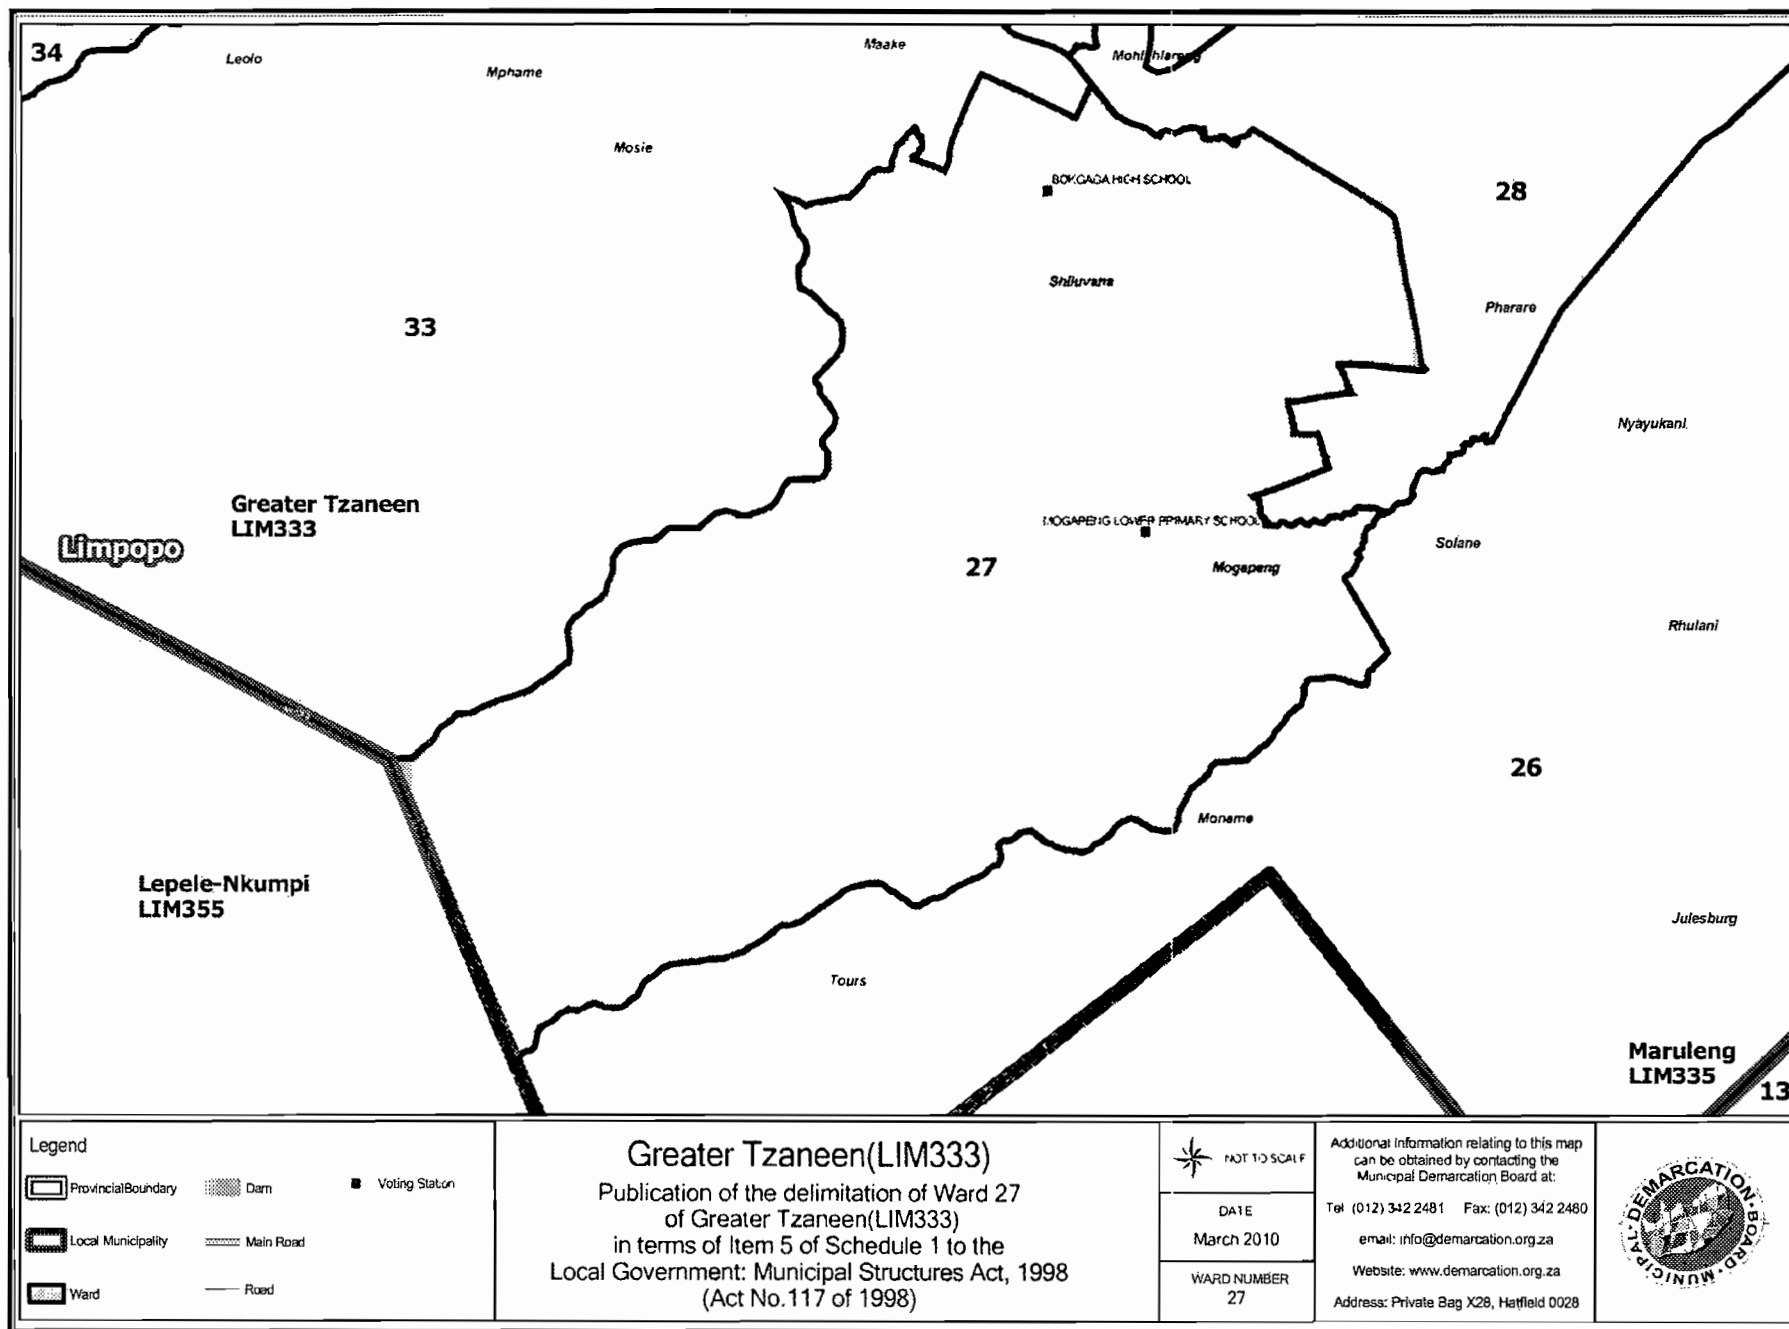 34
Leolo
Mphame
Maake
Mosie
BOKGAGA HIGH SCHOOL
28
Shiluvana
Pharare
33
Nyayukani
Greater Tzaneen
LIM333
Limpopo
MOGAPENG LOWER PRIMARY SCHOOL
Solane
27
Mogapeng
Rhulani
26
Moname
Lepele-Nkumpi
LIM355
Julesburg
Tours
Maruleng
LIM335
13
Legend
ProvincialBoundary
Dam
Voting Station
Local Municipality
Main Road
Ward
Road
Greater Tzaneen(LIM333)
Publication of the delimitation of Ward 27
of Greater Tzaneen(LIM333)
in terms of Item 5 of Schedule 1 to the
Local Government: Municipal Structures Act, 1998
(Act No.117 of 1998)
NOT TO SCALE
DATE
March 2010
WARD NUMBER
27
Additional Information relating to this map
can be obtained by contacting the
Municipal Demarcation Board at:
Tel (012) 342 2481 Fax: (012) 342 2480
email: info@demarcation.org.za
Website: www.demarcation.org.za
Address: Private Bag X28, Hatfield 0028
MUNICIPAL DEMARCATION BOARD